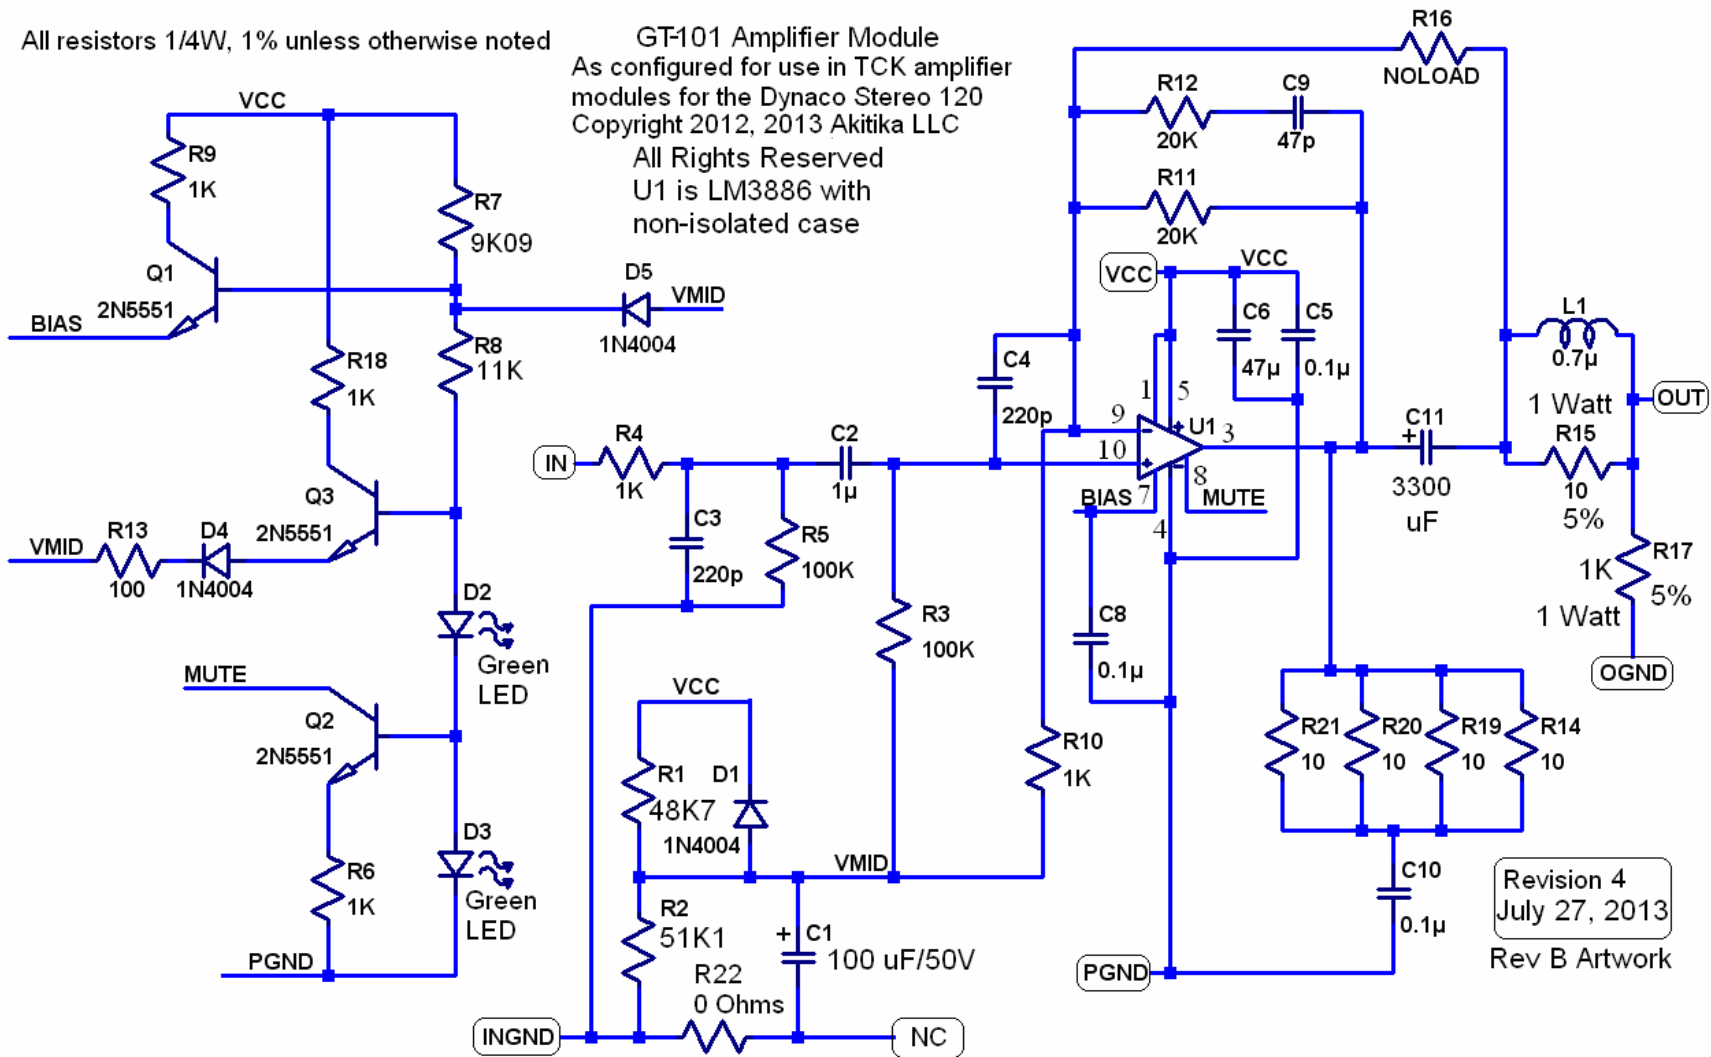 All resistors 1/4W, 1% unless otherwise noted
GT-101 Amplifier Module
As configured for use in TCK amplifier
modules for the Dynaco Stereo 120
Copyright 2012, 2013 Akitika LLC
All Rights Reserved
U1 is LM3886 with
non-isolated case
R16
NOLOAD
R12
20K
C9
47p
R11
20K
VCC
R9
1K
R7
9K09
Q1
2N5551
BIAS
D5
VMID
1N4004
R18
1K
R8
11K
Q3
2N5551
VMID
R13
100
D4
1N4004
D2
Green
LED
MUTE
Q2
2N5551
D3
Green
LED
R6
1K
PGND
IN
R4
1K
C3
220p
R5
100K
C2
1µ
C4
220p
R3
100K
VCC
R1
48K7
D1
1N4004
VMID
R10
1K
R2
51K1
+
C1
100 uF/50V
R22
0 Ohms
INGND
NC
VCC
VCC
C6
47µ
C5
0.1µ
1
5
9
-
+
U1
3
10
+
-
8
BIAS
7
MUTE
4
C8
0.1µ
PGND
+
C11
3300
uF
L1
0.7µ
OUT
1 Watt
R15
10
5%
R17
1K
5%
1 Watt
OGND
R21
10
R20
10
R19
10
R14
10
C10
0.1µ
Revision 4
July 27, 2013
Rev B Artwork